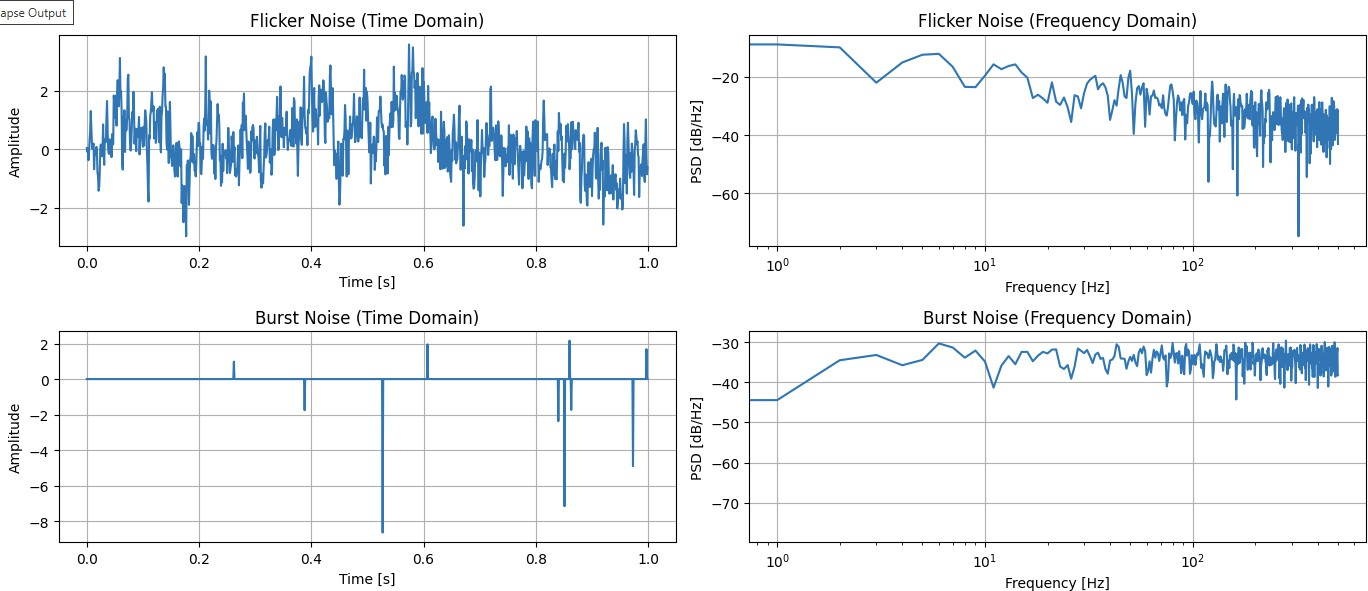 apse Output
Flicker Noise (Time Domain)
Amplitude
2
0
−2
0.0 0.2 0.4 0.6 0.8 1.0
Time [s]
Flicker Noise (Frequency Domain)
PSD [dB/Hz]
−20
−40
−60
10⁰ 10¹ 10²
Frequency [Hz]
Burst Noise (Time Domain)
Amplitude
2
0
−2
−4
−6
−8
0.0 0.2 0.4 0.6 0.8 1.0
Time [s]
Burst Noise (Frequency Domain)
PSD [dB/Hz]
−30
−40
−50
−60
−70
10⁰ 10¹ 10²
Frequency [Hz]